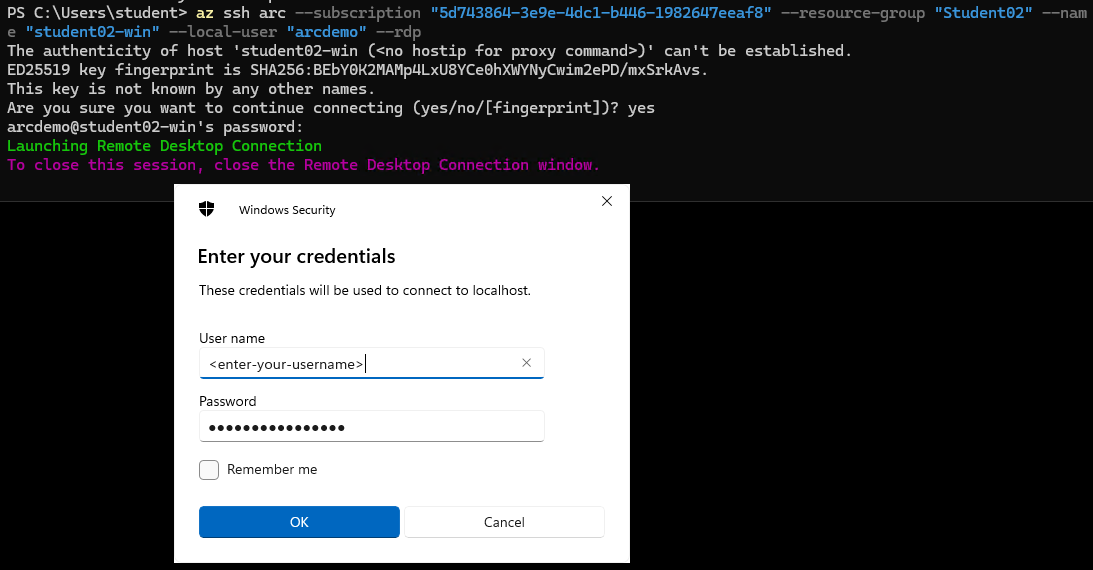 PS C:\Users\student> az ssh arc --subscription "5d743864-3e9e-4dc1-b446-1982647eeaf8" --resource-group "Student02" --nam
e "student02-win" --local-user "arcdemo" --rdp
The authenticity of host 'student02-win (<no hostip for proxy command>)' can't be established.
ED25519 key fingerprint is SHA256:BEbY0K2MAMp4LxU8YCe0hXWYNyCwim2ePD/mxSrkAvs.
This key is not known by any other names.
Are you sure you want to continue connecting (yes/no/[fingerprint])? yes
arcdemo@student02-win's password:
Launching Remote Desktop Connection
To close this session, close the Remote Desktop Connection window.
Windows Security
Enter your credentials
These credentials will be used to connect to localhost.
User name
<enter-your-username>
Password
••••••••••••••••
Remember me
OK
Cancel